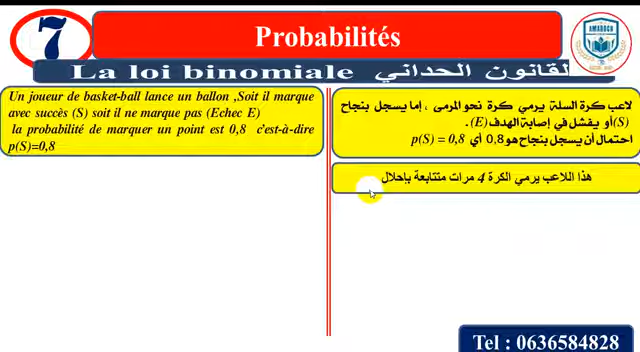 7
Probabilités
AMAROCH
La loi binomiale لقانون الحداني
Un joueur de basket-ball lance un ballon ,Soit il marque
avec succès (S) soit il ne marque pas (Echec E)
la probabilité de marquer un point est 0,8 c'est-à-dire
p(S)=0,8
لاعب كرة السلة يرمي كرة نحو المرمى ، إما يسجل بنجاح
(S) أو يفشل في إصابة الهدف (E) .
احتمال أن يسجل بنجاح هو 0,8 أي p(S) = 0,8
هذا اللاعب يرمي الكرة 4 مرات متتابعة بإحلال
Tel : 0636584828